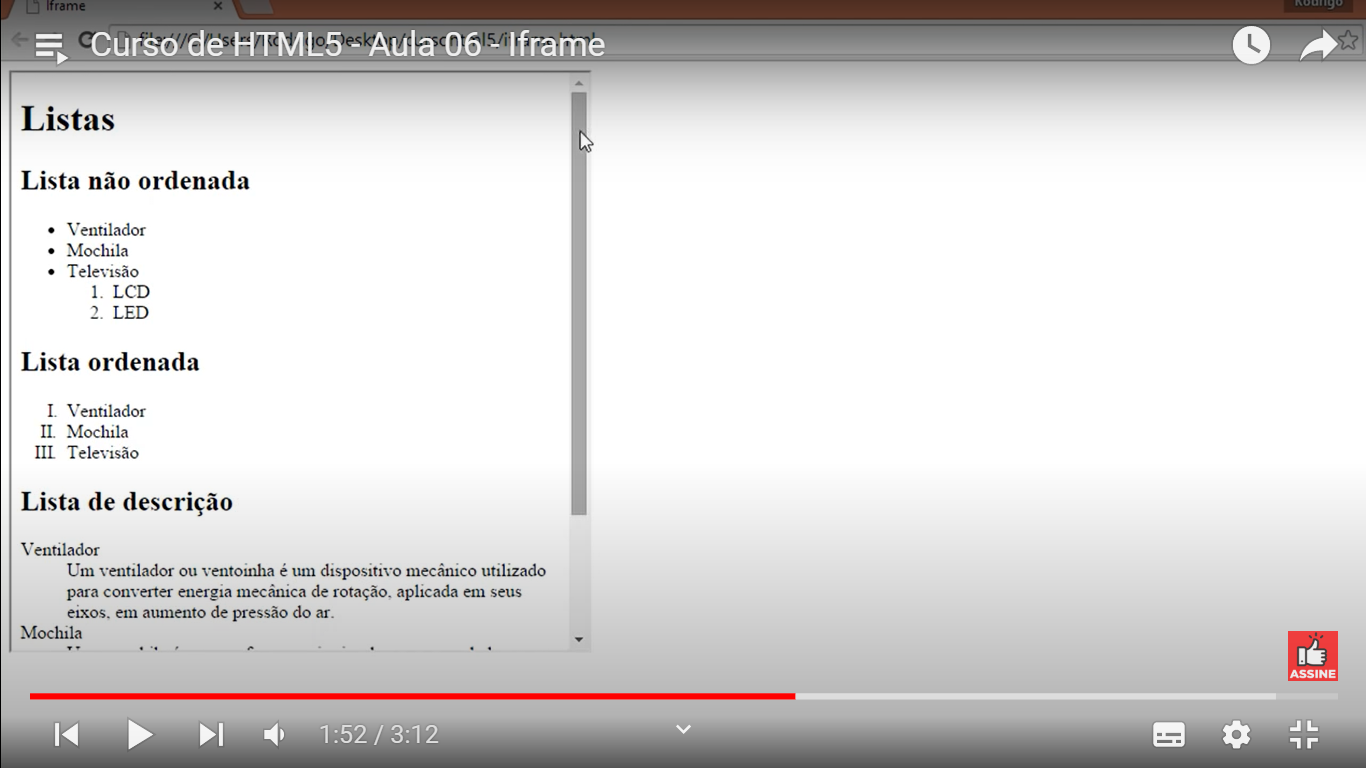 Iframe
Rodrigo
Curso de HTML5 - Aula 06 - Iframe
Listas
Lista não ordenada
• Ventilador
• Mochila
• Televisão
1. LCD
2. LED
Lista ordenada
I. Ventilador
II. Mochila
III. Televisão
Lista de descrição
Ventilador
Um ventilador ou ventoinha é um dispositivo mecânico utilizado
para converter energia mecânica de rotação, aplicada em seus
eixos, em aumento de pressão do ar.
Mochila
ASSINE
1:52 / 3:12